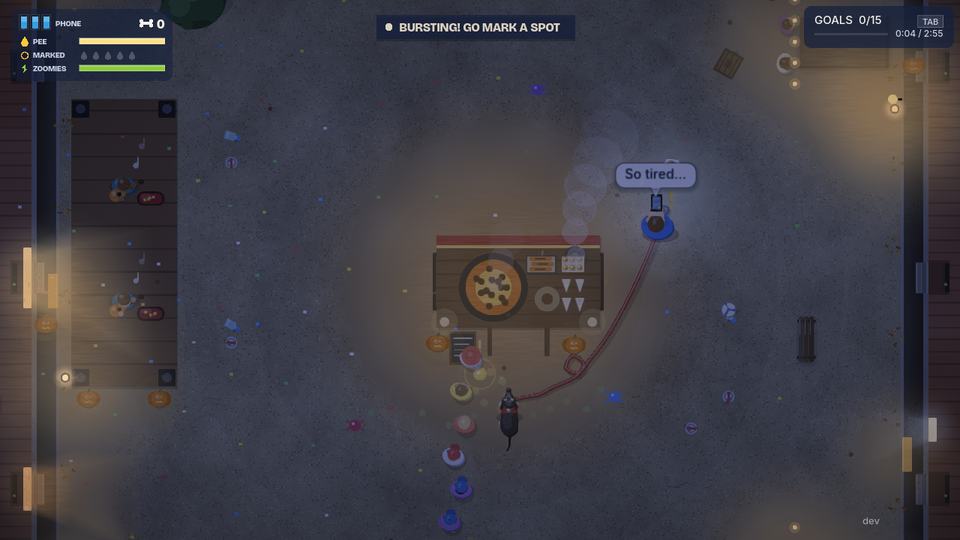 PHONE
0
PEE
MARKED
ZOOMIES
BURSTING! GO MARK A SPOT
GOALS 0/15
TAB
0:04 / 2:55
So tired...
dev